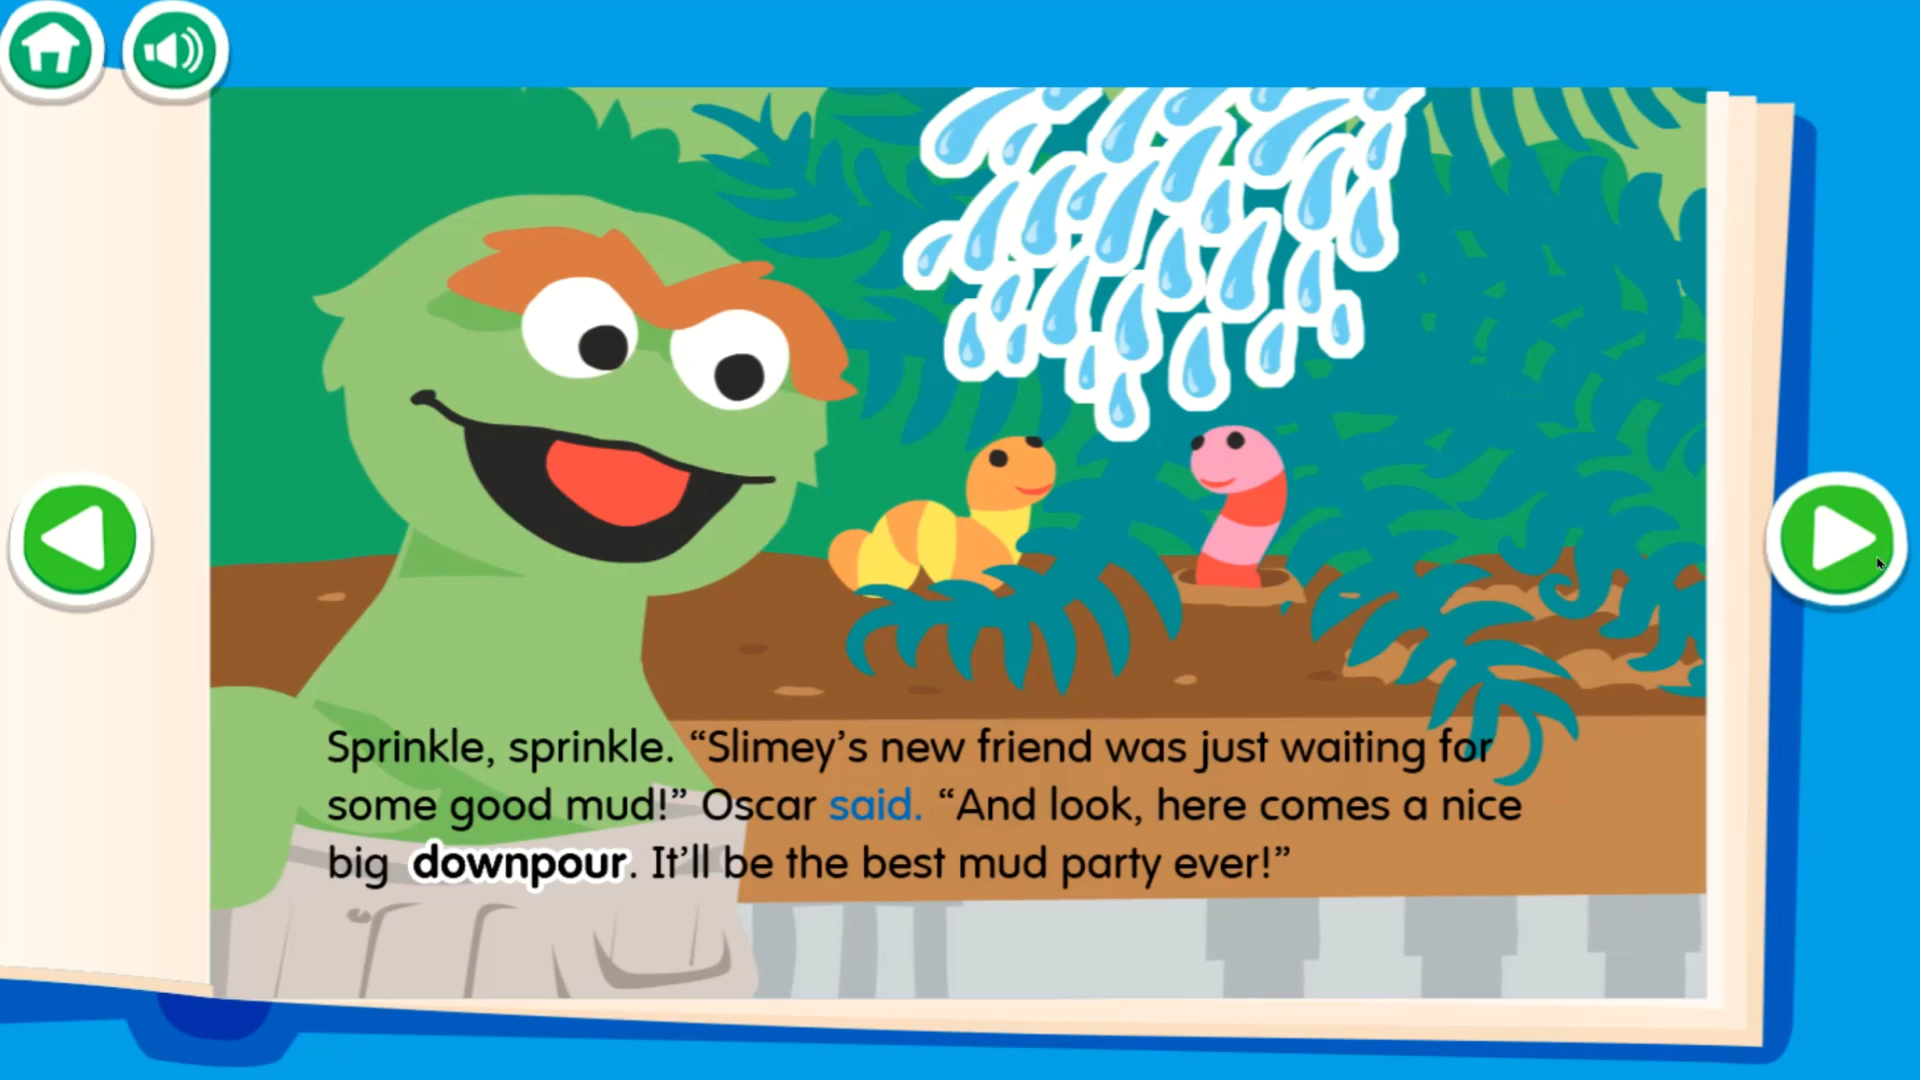 Sprinkle, sprinkle. “Slimey’s new friend was just waiting for
some good mud!” Oscar said. “And look, here comes a nice
big downpour. It’ll be the best mud party ever!”